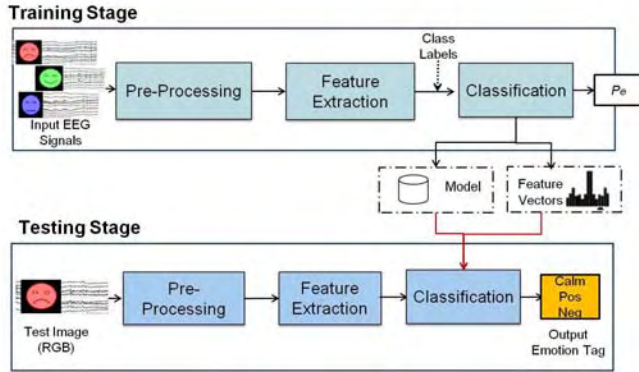 Training Stage
Class
Labels
Pre-Processing
Feature
Extraction
Classification
Pe
Input EEG
Signals
Model
Feature
Vectors
Testing Stage
Pre-
Processing
Feature
Extraction
Classification
Calm
Pos
Neg
Test Image
(RGB)
Output
Emotion Tag